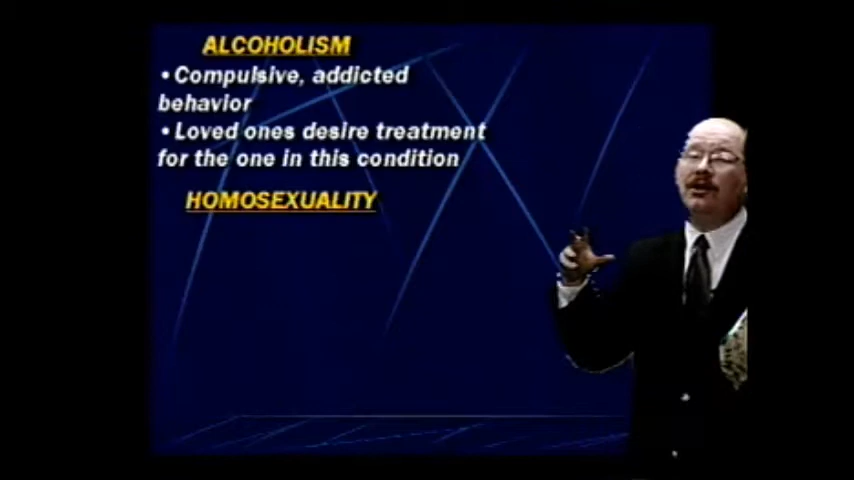 ALCOHOLISM
•Compulsive, addicted
behavior
•Loved ones desire treatment
for the one in this condition
HOMOSEXUALITY